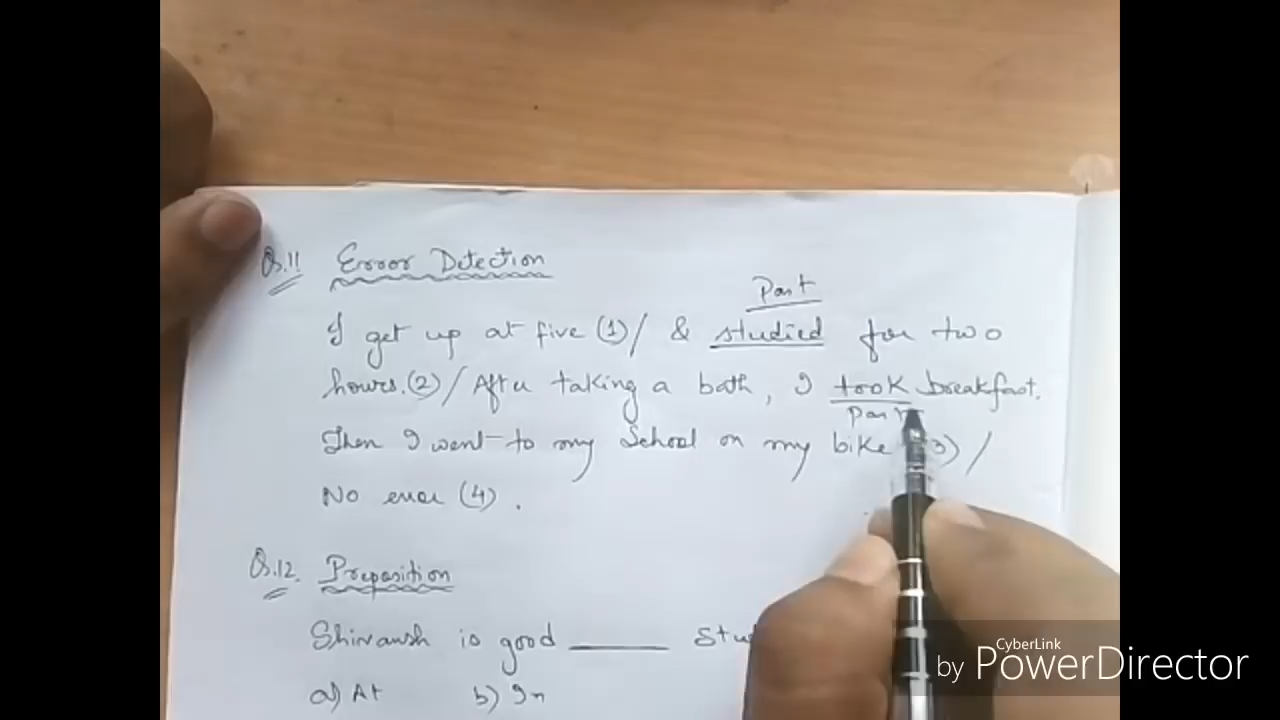 Q.11 Error Detection
Past
I get up at five (1)/ & studied for two
hours.(2)/ After taking a bath, I took breakfast.
Then I went to my School on my bike 3) /
No error (4).
Q.12. Preposition
Shivansh is good ____
a) At b) In
CyberLink
by PowerDirector